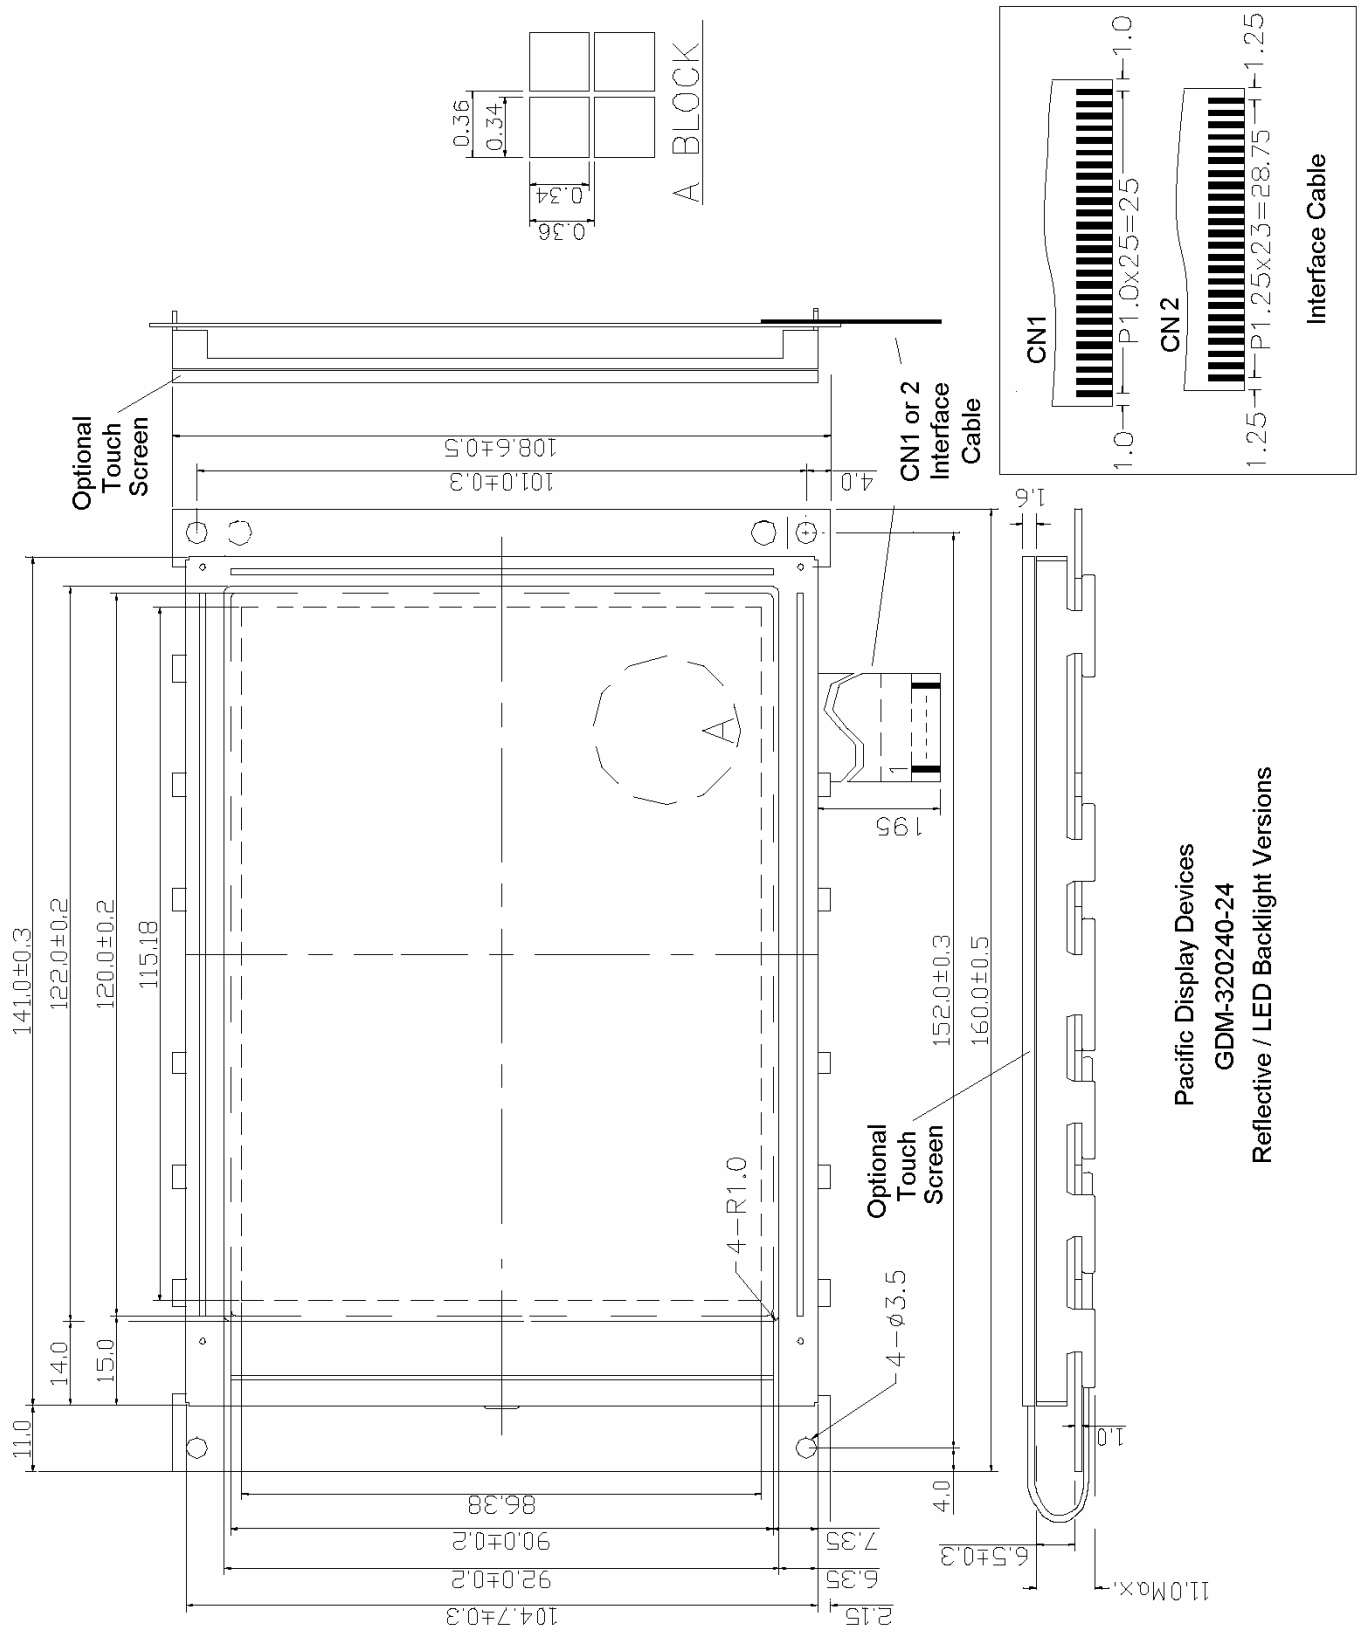 0.36
0.34
0.34
0.36
A BLOCK
1.0
P1.0x25=25
1.0
CN1
1.25
P1.25x23=28.75
1.25
CN 2
Interface Cable
Optional
Touch
Screen
108.6±0.5
101.0±0.3
4.0
CN1 or 2
Interface
Cable
1.6
141.0±0.3
122.0±0.2
120.0±0.2
115.18
14.0
15.0
11.0
A
1
195
152.0±0.3
160.0±0.5
4.0
4-R1.0
4-ø3.5
Optional
Touch
Screen
86.38
90.0±0.2
7.35
92.0±0.2
6.35
104.7±0.3
2.15
1.0
6.5±0.3
11.0Max.
Pacific Display Devices
GDM-320240-24
Reflective / LED Backlight Versions